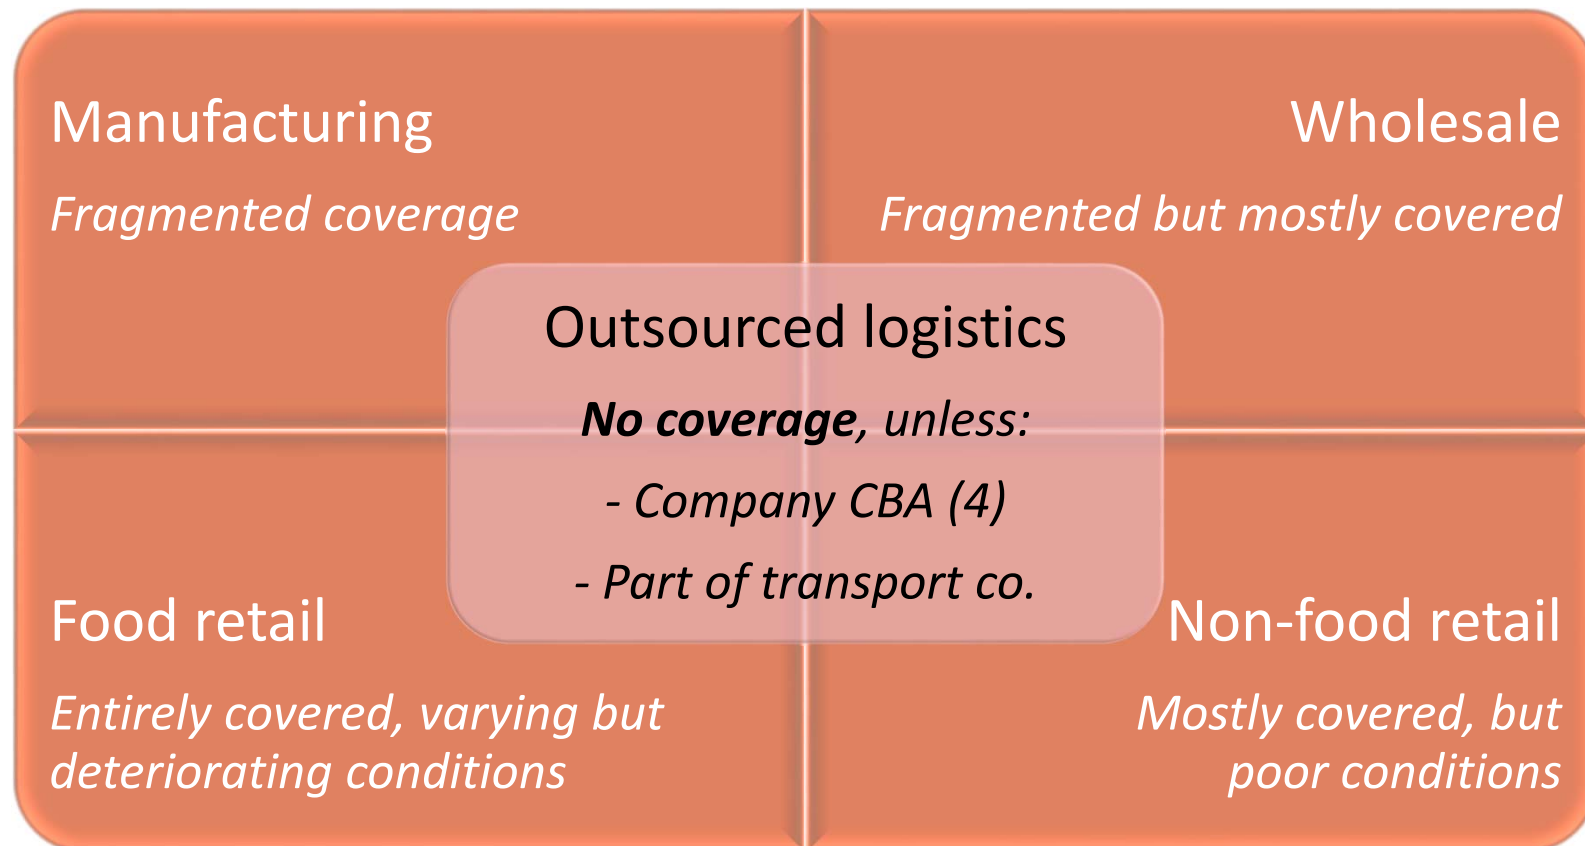 Manufacturing
Fragmented coverage
Wholesale
Fragmented but mostly covered
Outsourced logistics
No coverage, unless:
- Company CBA (4)
- Part of transport co.
Food retail
Entirely covered, varying but
deteriorating conditions
Non-food retail
Mostly covered, but
poor conditions